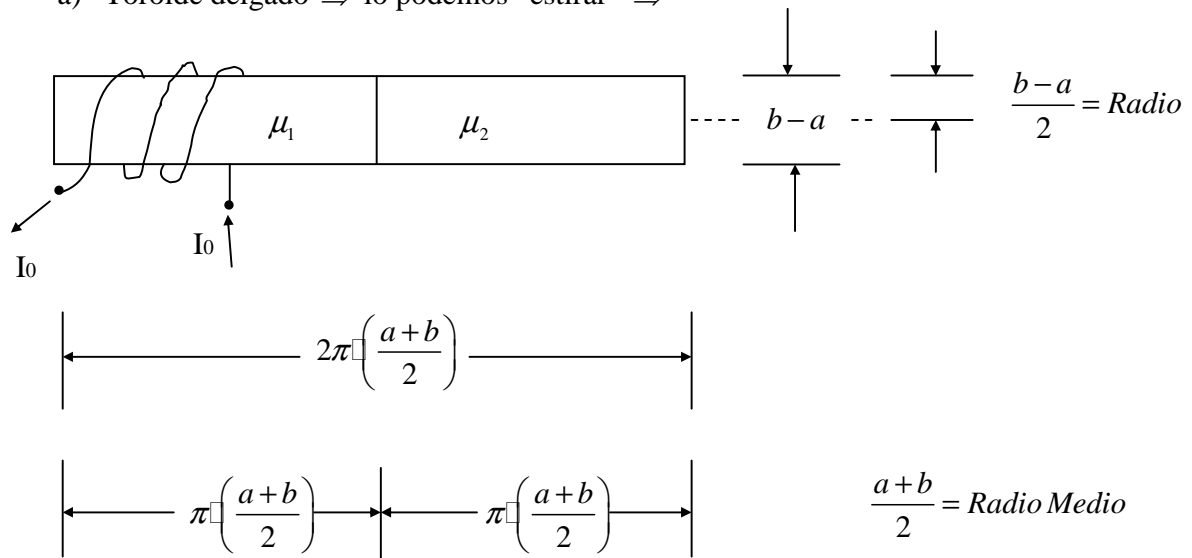 a) Toroide delgado ⇒ lo podemos "estirar" ⇒
μ₁ μ₂ b−a (b−a)/2 = Radio
I0
I0
2π(a+b)/2
π(a+b)/2 π(a+b)/2 (a+b)/2 = Radio Medio